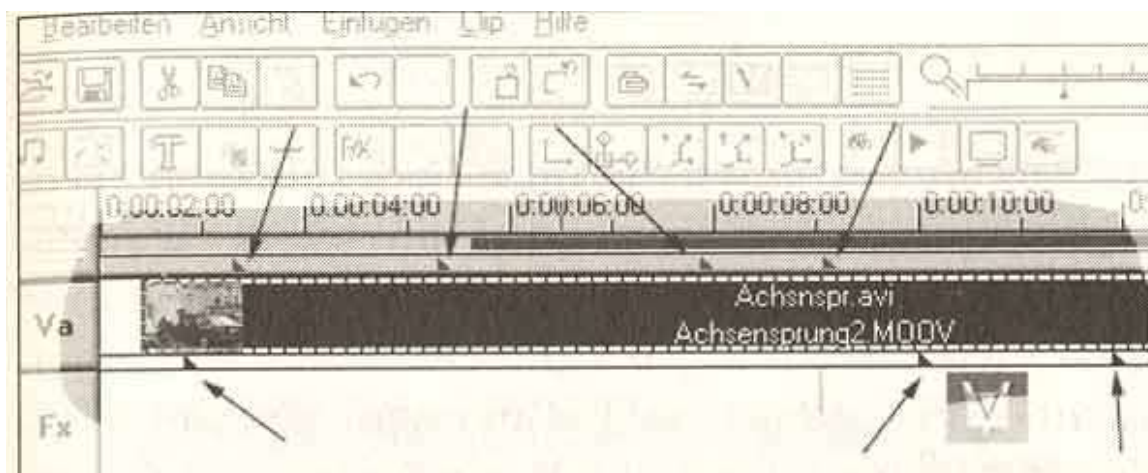 Bearbeiten Ansicht Einfügen Clip Hilfe
0:00:02:00 0:00:04:00 0:00:06:00 0:00:08:00 0:00:10:00
Va
Achsnspr.avi
Achsensprung2.MOOV
V
Fx